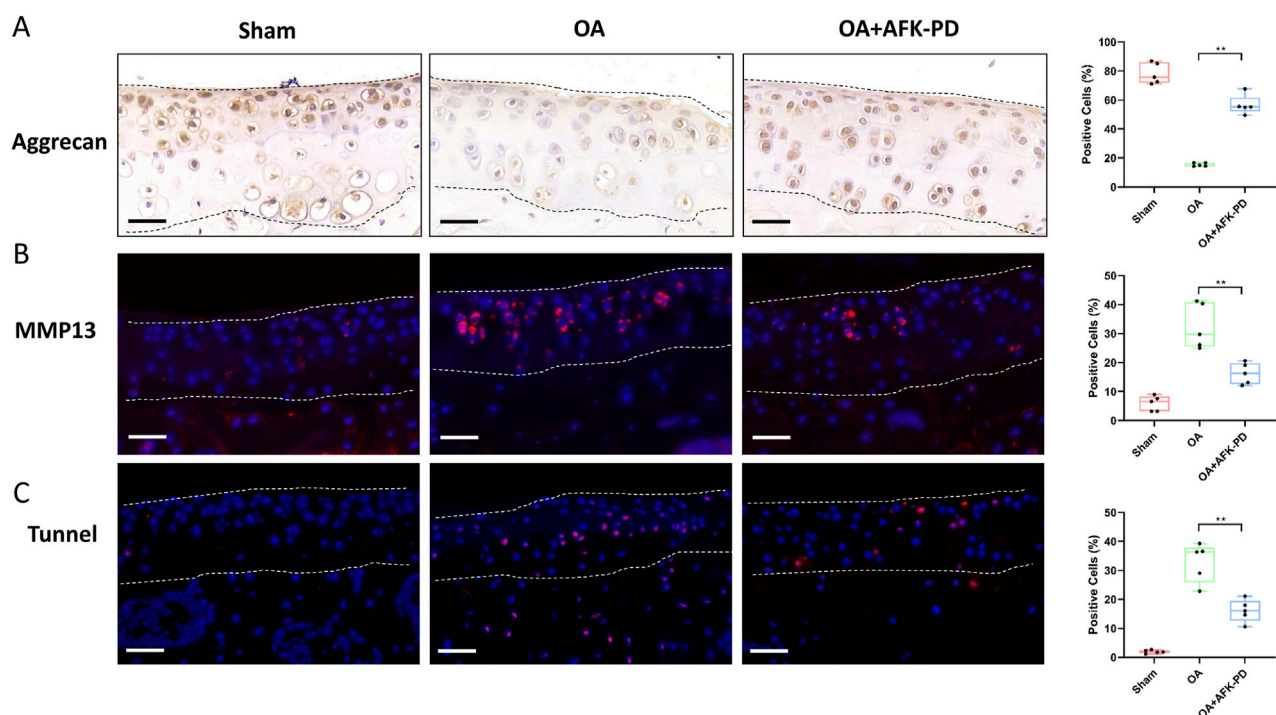 A
Sham
OA
OA+AFK-PD
Aggrecan
Positive Cells (%)
100
80
60
40
20
0
**
Sham
OA
OA+AFK-PD
B
MMP13
Positive Cells (%)
50
40
30
20
10
0
**
Sham
OA
OA+AFK-PD
C
Tunnel
Positive Cells (%)
50
40
30
20
10
0
**
Sham
OA
OA+AFK-PD